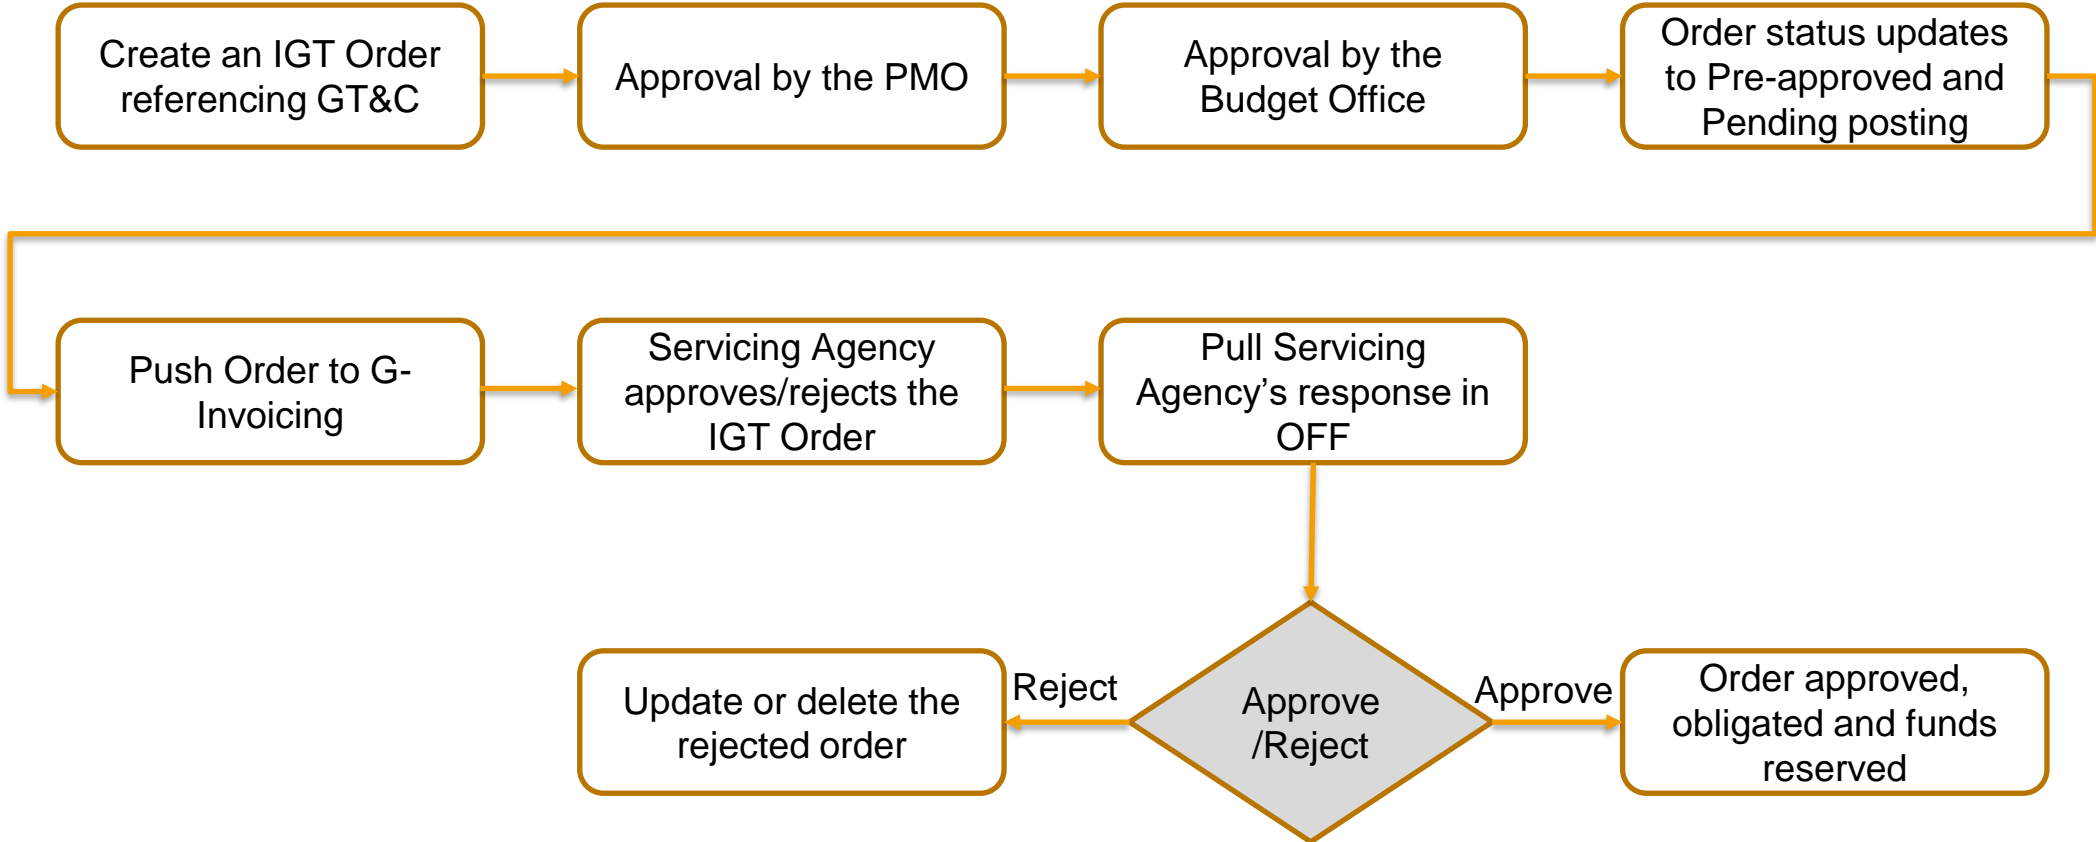 Create an IGT Order
referencing GT&C
Approval by the PMO
Approval by the
Budget Office
Order status updates
to Pre-approved and
Pending posting
Push Order to G-
Invoicing
Servicing Agency
approves/rejects the
IGT Order
Pull Servicing
Agency’s response in
OFF
Update or delete the
rejected order
Reject
Approve
/Reject
Approve
Order approved,
obligated and funds
reserved